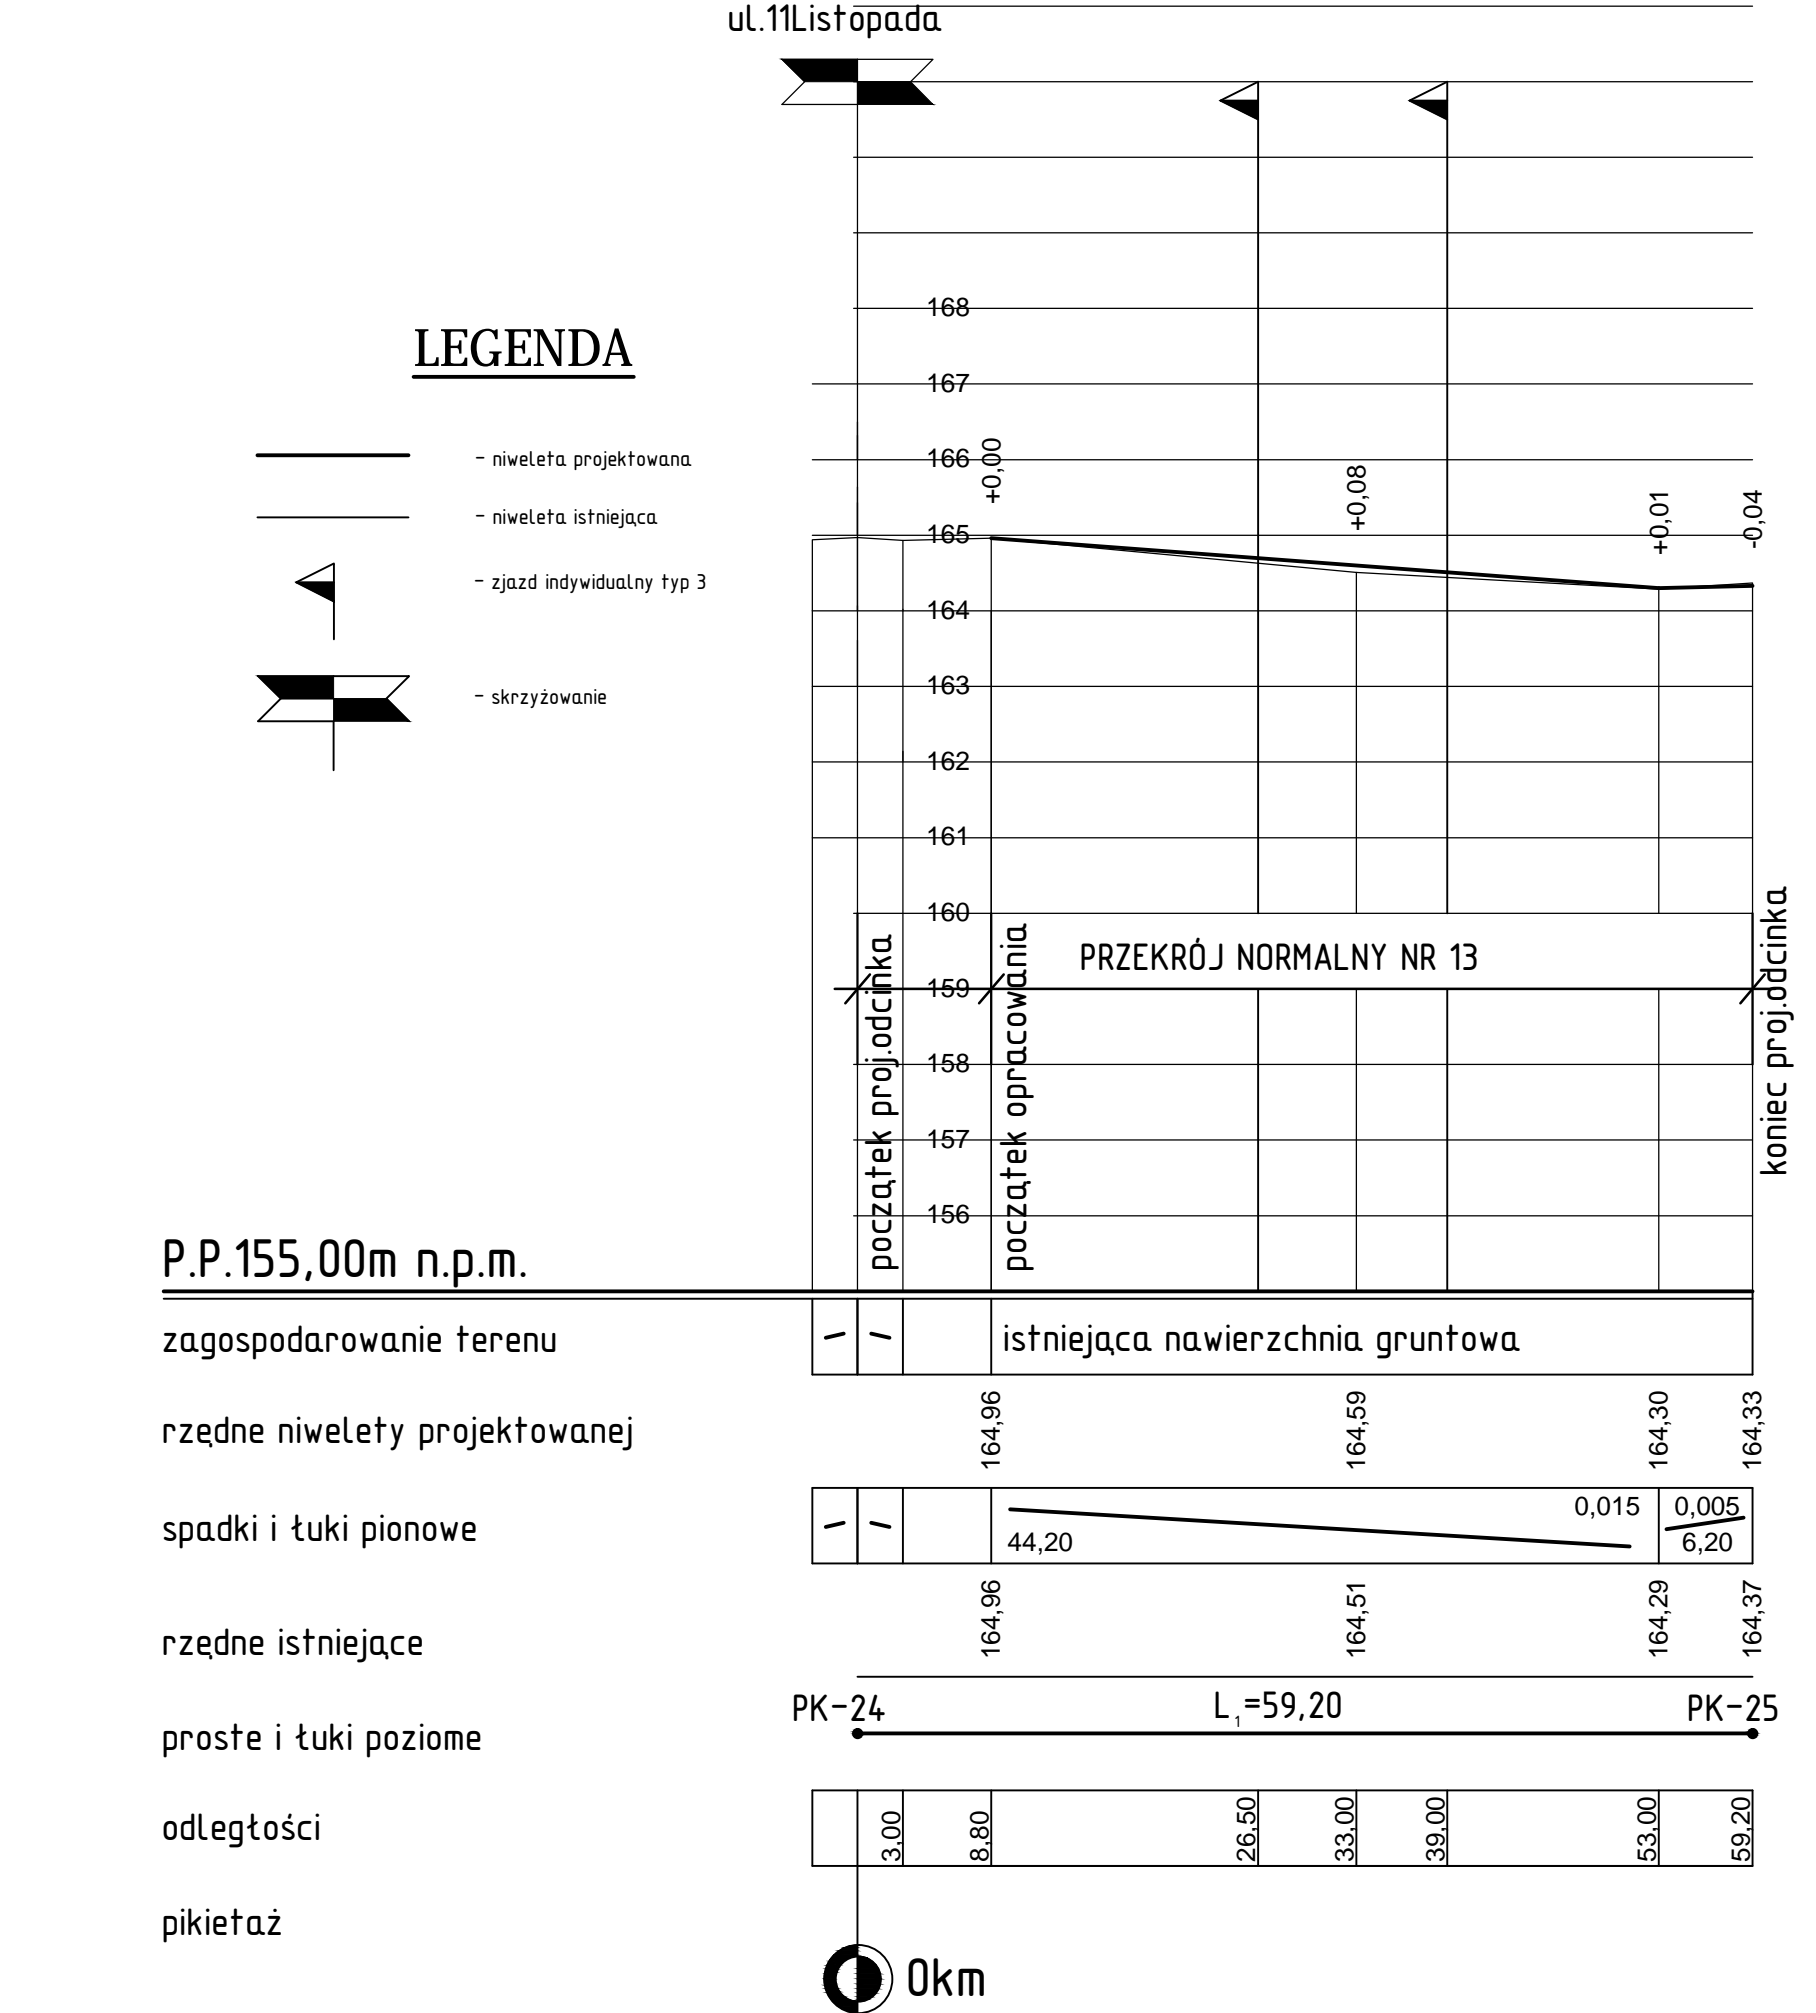 ul.11Listopada
LEGENDA
- niweleta projektowana
- niweleta istniejąca
- zjazd indywidualny typ 3
- skrzyżowanie
168
167
166
165
164
163
162
161
160
159
158
157
156
+0,00
+0,08
+0,01
-0,04
PRZEKRÓJ NORMALNY NR 13
początek proj.odcinka
początek opracowania
koniec proj.odcinka
P.P.155,00m n.p.m.
zagospodarowanie terenu
istniejąca nawierzchnia gruntowa
rzędne niwelety projektowanej
164,96
164,59
164,30
164,33
spadki i łuki pionowe
44,20
0,015
0,005
6,20
rzędne istniejące
164,96
164,51
164,29
164,37
proste i łuki poziome
PK-24
L₁=59,20
PK-25
odległości
3,00
8,80
26,50
33,00
39,00
53,00
59,20
pikietaż
0km